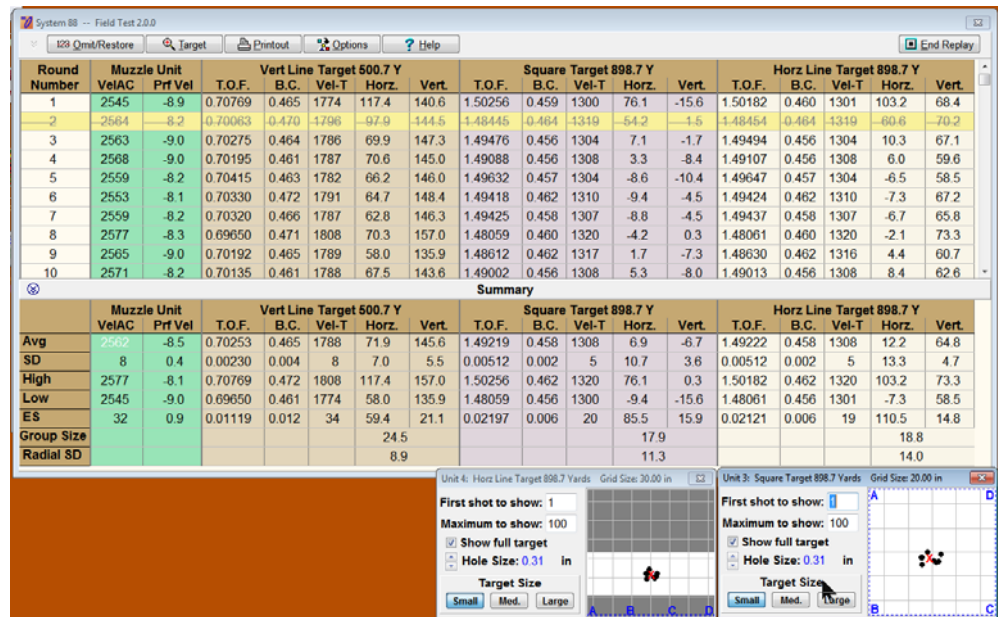 System 88 -- Field Test 2.0.0
123 Omit/Restore Target Printout Options ? Help End Replay
Round Muzzle Unit Vert Line Target 500.7 Y Square Target 898.7 Y Horz Line Target 898.7 Y
Number VelAC Prf Vel T.O.F. B.C. Vel-T Horz. Vert. T.O.F. B.C. Vel-T Horz. Vert. T.O.F. B.C. Vel-T Horz. Vert.
1 2545 -8.9 0.70769 0.465 1774 117.4 140.6 1.50256 0.459 1300 76.1 -15.6 1.50182 0.460 1301 103.2 68.4
2 2564 -8.2 0.70063 0.470 1796 -97.9 144.5 1.48445 0.464 1319 54.2 1.5 1.48454 0.464 1319 60.6 70.2
3 2563 -9.0 0.70275 0.464 1786 69.9 147.3 1.49476 0.456 1304 7.1 -1.7 1.49494 0.456 1304 10.3 67.1
4 2568 -9.0 0.70195 0.461 1787 70.6 145.0 1.49088 0.456 1308 3.3 -8.4 1.49107 0.456 1308 6.0 59.6
5 2559 -8.2 0.70415 0.463 1782 66.2 146.0 1.49632 0.457 1304 -8.6 -10.4 1.49647 0.457 1304 -6.5 58.5
6 2553 -8.1 0.70330 0.472 1791 64.7 148.4 1.49418 0.462 1310 -9.4 -4.5 1.49424 0.462 1310 -7.3 67.2
7 2559 -8.2 0.70320 0.466 1787 62.8 146.3 1.49425 0.458 1307 -8.8 -4.5 1.49437 0.458 1307 -6.7 65.8
8 2577 -8.3 0.69650 0.471 1808 70.3 157.0 1.48059 0.460 1320 -4.2 0.3 1.48061 0.460 1320 -2.1 73.3
9 2565 -9.0 0.70192 0.465 1789 58.0 135.9 1.48612 0.462 1317 1.7 -7.3 1.48630 0.462 1316 4.4 60.7
10 2571 -8.2 0.70135 0.461 1788 67.5 143.6 1.49002 0.456 1308 5.3 -8.0 1.49013 0.456 1308 8.4 62.6
Summary
Muzzle Unit Vert Line Target 500.7 Y Square Target 898.7 Y Horz Line Target 898.7 Y
VelAC Prf Vel T.O.F. B.C. Vel-T Horz. Vert. T.O.F. B.C. Vel-T Horz. Vert. T.O.F. B.C. Vel-T Horz. Vert.
Avg 2562 -8.5 0.70253 0.465 1788 71.9 145.6 1.49219 0.458 1308 6.9 -6.7 1.49222 0.458 1308 12.2 64.8
SD 8 0.4 0.00230 0.004 8 7.0 5.5 0.00512 0.002 5 10.7 3.6 0.00512 0.002 5 13.3 4.7
High 2577 -8.1 0.70769 0.472 1808 117.4 157.0 1.50256 0.462 1320 76.1 0.3 1.50182 0.462 1320 103.2 73.3
Low 2545 -9.0 0.69650 0.461 1774 58.0 135.9 1.48059 0.456 1300 -9.4 -15.6 1.48061 0.456 1301 -7.3 58.5
ES 32 0.9 0.01119 0.012 34 59.4 21.1 0.02197 0.006 20 85.5 15.9 0.02121 0.006 19 110.5 14.8
Group Size 24.5 17.9 18.8
Radial SD 8.9 11.3 14.0
Unit 4: Horz Line Target 898.7 Yards Grid Size: 30.00 in
First shot to show: 1
Maximum to show: 100
Show full target
Hole Size: 0.31 in
Target Size
Small Med. Large
A B C D
Unit 3: Square Target 898.7 Yards Grid Size: 20.00 in
First shot to show: 1
Maximum to show: 100
Show full target
Hole Size: 0.31 in
Target Size
Small Med. Large
A D
B C